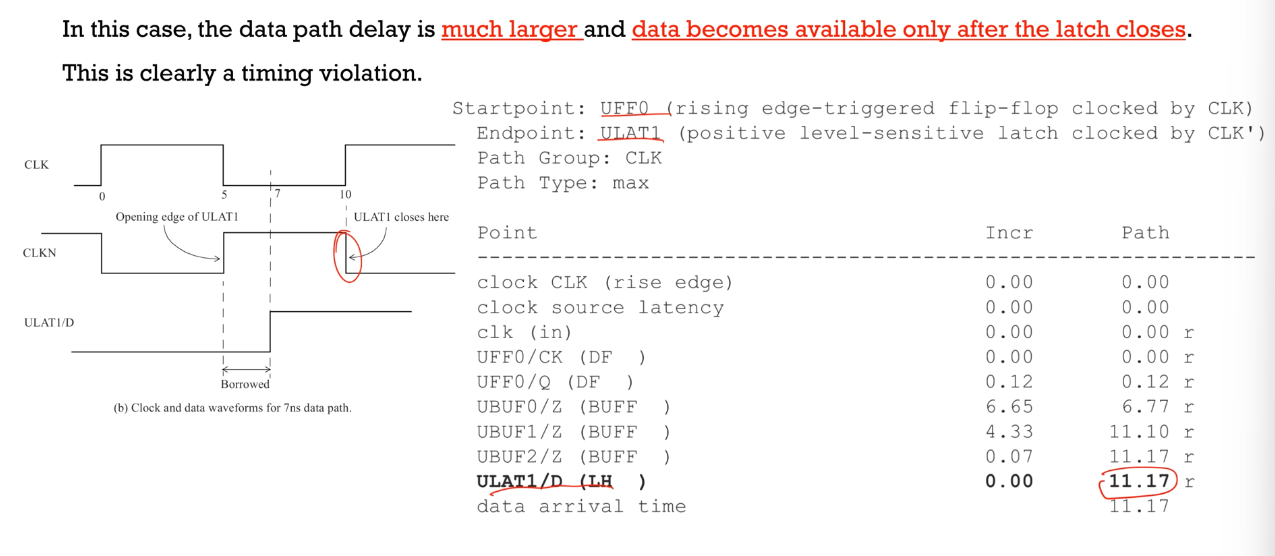 In this case, the data path delay is much larger and data becomes available only after the latch closes.
This is clearly a timing violation.
CLK
0
5
7
10
Opening edge of ULAT1
ULAT1 closes here
CLKN
ULAT1/D
Borrowed
(b) Clock and data waveforms for 7ns data path.
Startpoint: UFF0 (rising edge-triggered flip-flop clocked by CLK)
Endpoint: ULAT1 (positive level-sensitive latch clocked by CLK')
Path Group: CLK
Path Type: max
Point Incr Path
---------------------------------------------------------------
clock CLK (rise edge) 0.00 0.00
clock source latency 0.00 0.00
clk (in) 0.00 0.00 r
UFF0/CK (DF ) 0.00 0.00 r
UFF0/Q (DF ) 0.12 0.12 r
UBUF0/Z (BUFF ) 6.65 6.77 r
UBUF1/Z (BUFF ) 4.33 11.10 r
UBUF2/Z (BUFF ) 0.07 11.17 r
ULAT1/D (LH ) 0.00 11.17 r
data arrival time 11.17